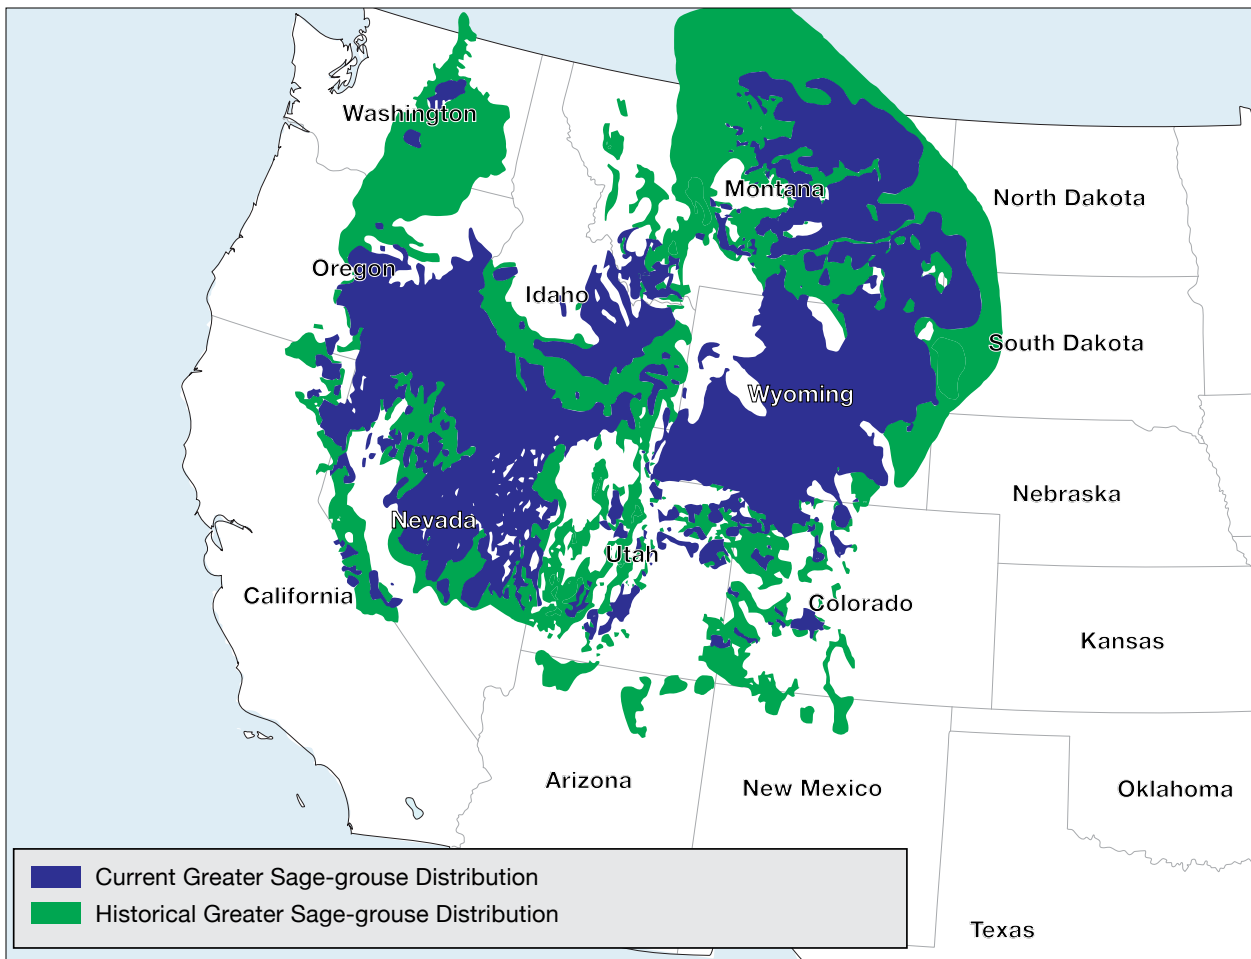 Washington
Montana
North Dakota
Oregon
Idaho
South Dakota
Wyoming
Nebraska
Nevada
Utah
California
Colorado
Kansas
Arizona
New Mexico
Oklahoma
Current Greater Sage-grouse Distribution
Historical Greater Sage-grouse Distribution
Texas